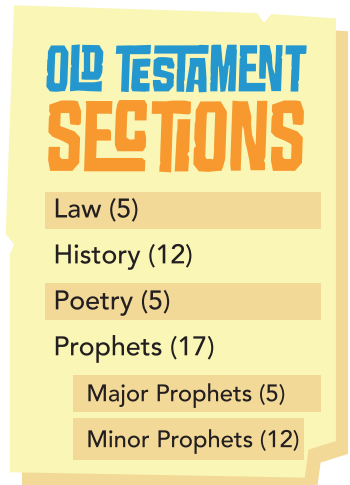 OLD TESTAMENT
SECTIONS
Law (5)
History (12)
Poetry (5)
Prophets (17)
Major Prophets (5)
Minor Prophets (12)